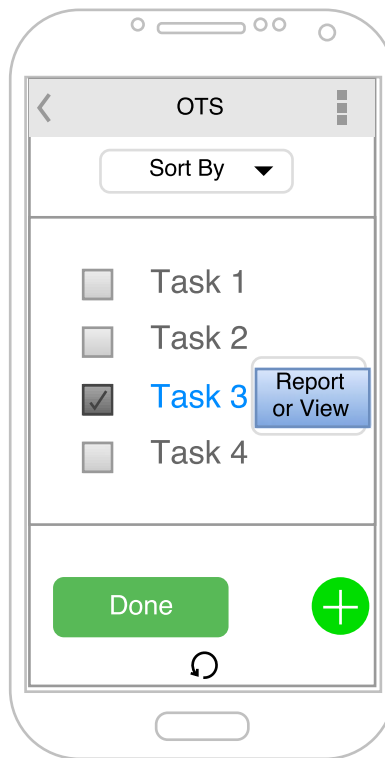 OTS
Sort By
Task 1
Task 2
Task 3
Report
or View
Task 4
Done